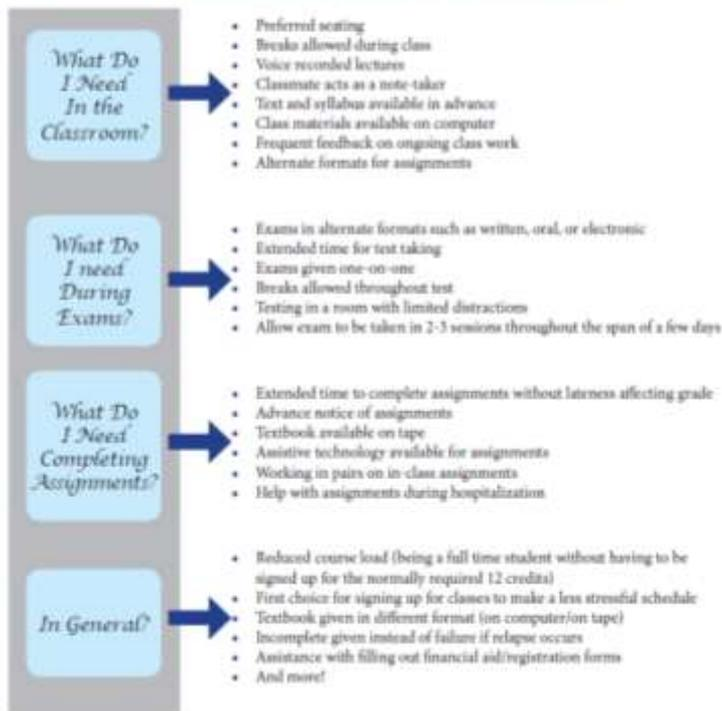 What Do
I Need
In the
Classroom?
• Preferred seating
• Breaks allowed during class
• Voice recorded lectures
• Classmate acts as a note-taker
• Text and syllabus available in advance
• Class materials available on computer
• Frequent feedback on ongoing class work
• Alternate formats for assignments
What Do
I need
During
Exams?
• Exams in alternate formats such as written, oral, or electronic
• Extended time for test taking
• Exams given one-on-one
• Breaks allowed throughout test
• Testing in a room with limited distractions
• Allow exam to be taken in 2-3 sessions throughout the span of a few days
What Do
I Need
Completing
Assignments?
• Extended time to complete assignments without lateness affecting grade
• Advance notice of assignments
• Textbook available on tape
• Assistive technology available for assignments
• Working in pairs on in-class assignments
• Help with assignments during hospitalization
In General?
• Reduced course load (being a full time student without having to be
signed up for the normally required 12 credits)
• First choice for signing up for classes to make a less stressful schedule
• Textbook given in different format (on computer/on tape)
• Incomplete given instead of failure if relapse occurs
• Assistance with filling out financial aid/registration forms
• And more!